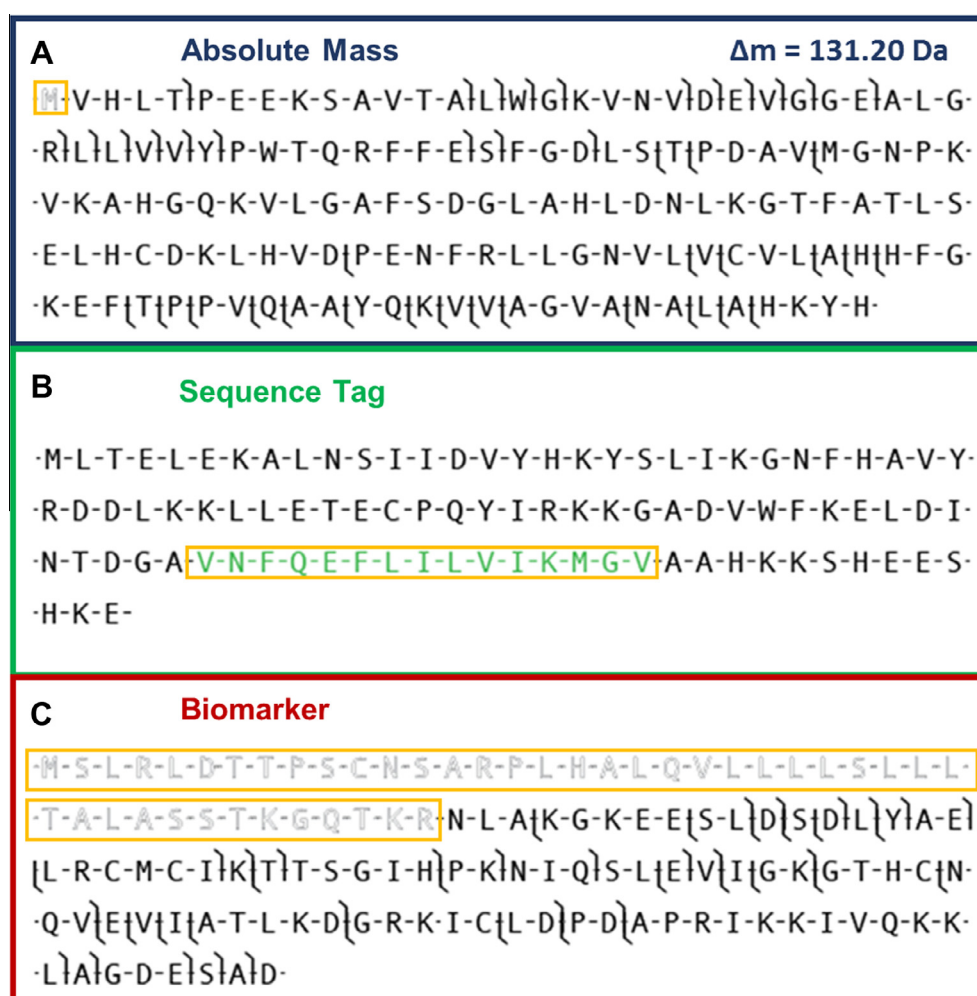 A Absolute Mass Δm = 131.20 Da
-M-V-H-L-T-P-E-E-K-S-A-V-T-A-L-W-G-K-V-N-V-D-E-V-G-G-E-A-L-G-
-R-L-L-V-V-Y-P-W-T-Q-R-F-F-E-S-F-G-D-L-S-T-P-D-A-V-M-G-N-P-K-
-V-K-A-H-G-Q-K-V-L-G-A-F-S-D-G-L-A-H-L-D-N-L-K-G-T-F-A-T-L-S-
-E-L-H-C-D-K-L-H-V-D-P-E-N-F-R-L-L-G-N-V-L-V-C-V-L-A-H-H-F-G-
-K-E-F-T-P-P-V-Q-A-A-Y-Q-K-V-V-A-G-V-A-N-A-L-A-H-K-Y-H-
B Sequence Tag
-M-L-T-E-L-E-K-A-L-N-S-I-I-D-V-Y-H-K-Y-S-L-I-K-G-N-F-H-A-V-Y-
-R-D-D-L-K-K-L-L-E-T-E-C-P-Q-Y-I-R-K-K-G-A-D-V-W-F-K-E-L-D-I-
-N-T-D-G-A-V-N-F-Q-E-F-L-I-L-V-I-K-M-G-V-A-A-H-K-K-S-H-E-E-S-
-H-K-E-
C Biomarker
-M-S-L-R-L-D-T-T-P-S-C-N-S-A-R-P-L-H-A-L-Q-V-L-L-L-L-S-L-L-L-
-T-A-L-A-S-S-T-K-G-Q-T-K-R-N-L-A-K-G-K-E-E-S-L-D-S-D-L-Y-A-E
L-R-C-M-C-I-K-T-T-S-G-I-H-P-K-N-I-Q-S-L-E-V-I-G-K-G-T-H-C-N-
-Q-V-E-V-I-A-T-L-K-D-G-R-K-I-C-L-D-P-D-A-P-R-I-K-K-I-V-Q-K-K-
-L-A-G-D-E-S-A-D-